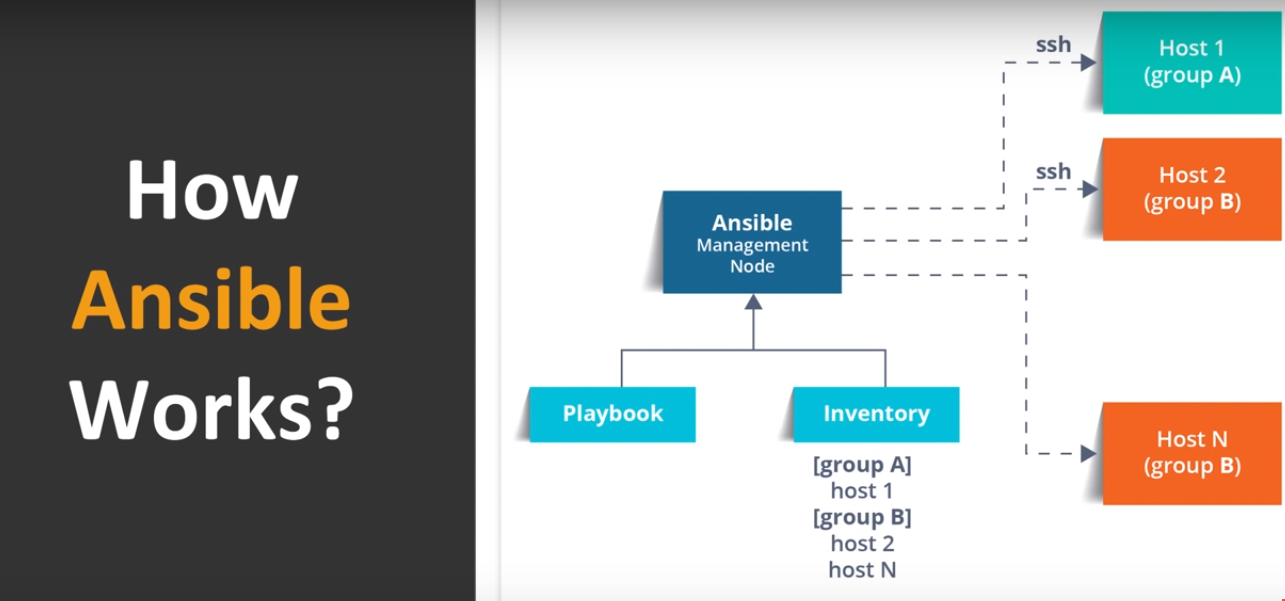 How
Ansible
Works?
ssh
Host 1
(group A)
ssh
Host 2
(group B)
Ansible
Management
Node
Playbook
Inventory
[group A]
host 1
[group B]
host 2
host N
Host N
(group B)